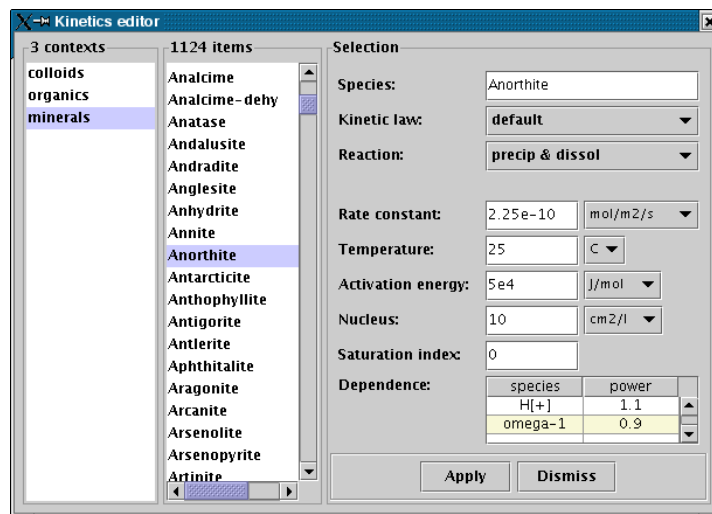 Kinetics editor
3 contexts
colloids
organics
minerals
1124 items
Analcime
Analcime-dehy
Anatase
Andalusite
Andradite
Anglesite
Anhydrite
Annite
Anorthite
Antarcticite
Anthophyllite
Antigorite
Antlerite
Aphthitalite
Aragonite
Arcanite
Arsenolite
Arsenopyrite
Artinite
Selection
Species: Anorthite
Kinetic law: default
Reaction: precip & dissol
Rate constant: 2.25e-10 mol/m2/s
Temperature: 25 C
Activation energy: 5e4 J/mol
Nucleus: 10 cm2/l
Saturation index: 0
Dependence: species power
H[+] 1.1
omega-1 0.9
Apply Dismiss